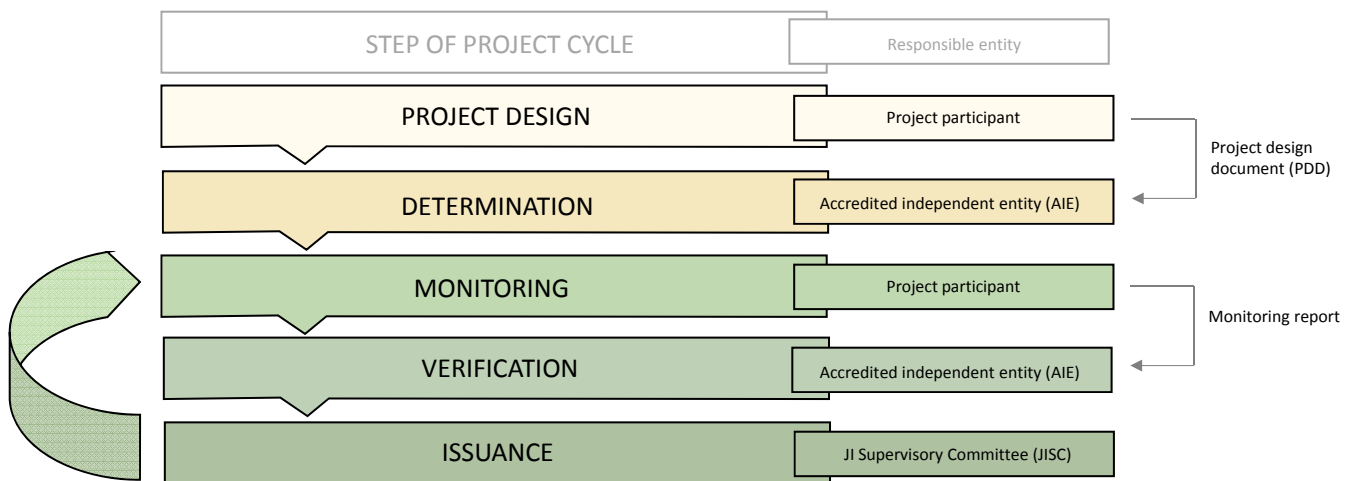 STEP OF PROJECT CYCLE
Responsible entity
PROJECT DESIGN
Project participant
Project design
document (PDD)
DETERMINATION
Accredited independent entity (AIE)
MONITORING
Project participant
Monitoring report
VERIFICATION
Accredited independent entity (AIE)
ISSUANCE
JI Supervisory Committee (JISC)